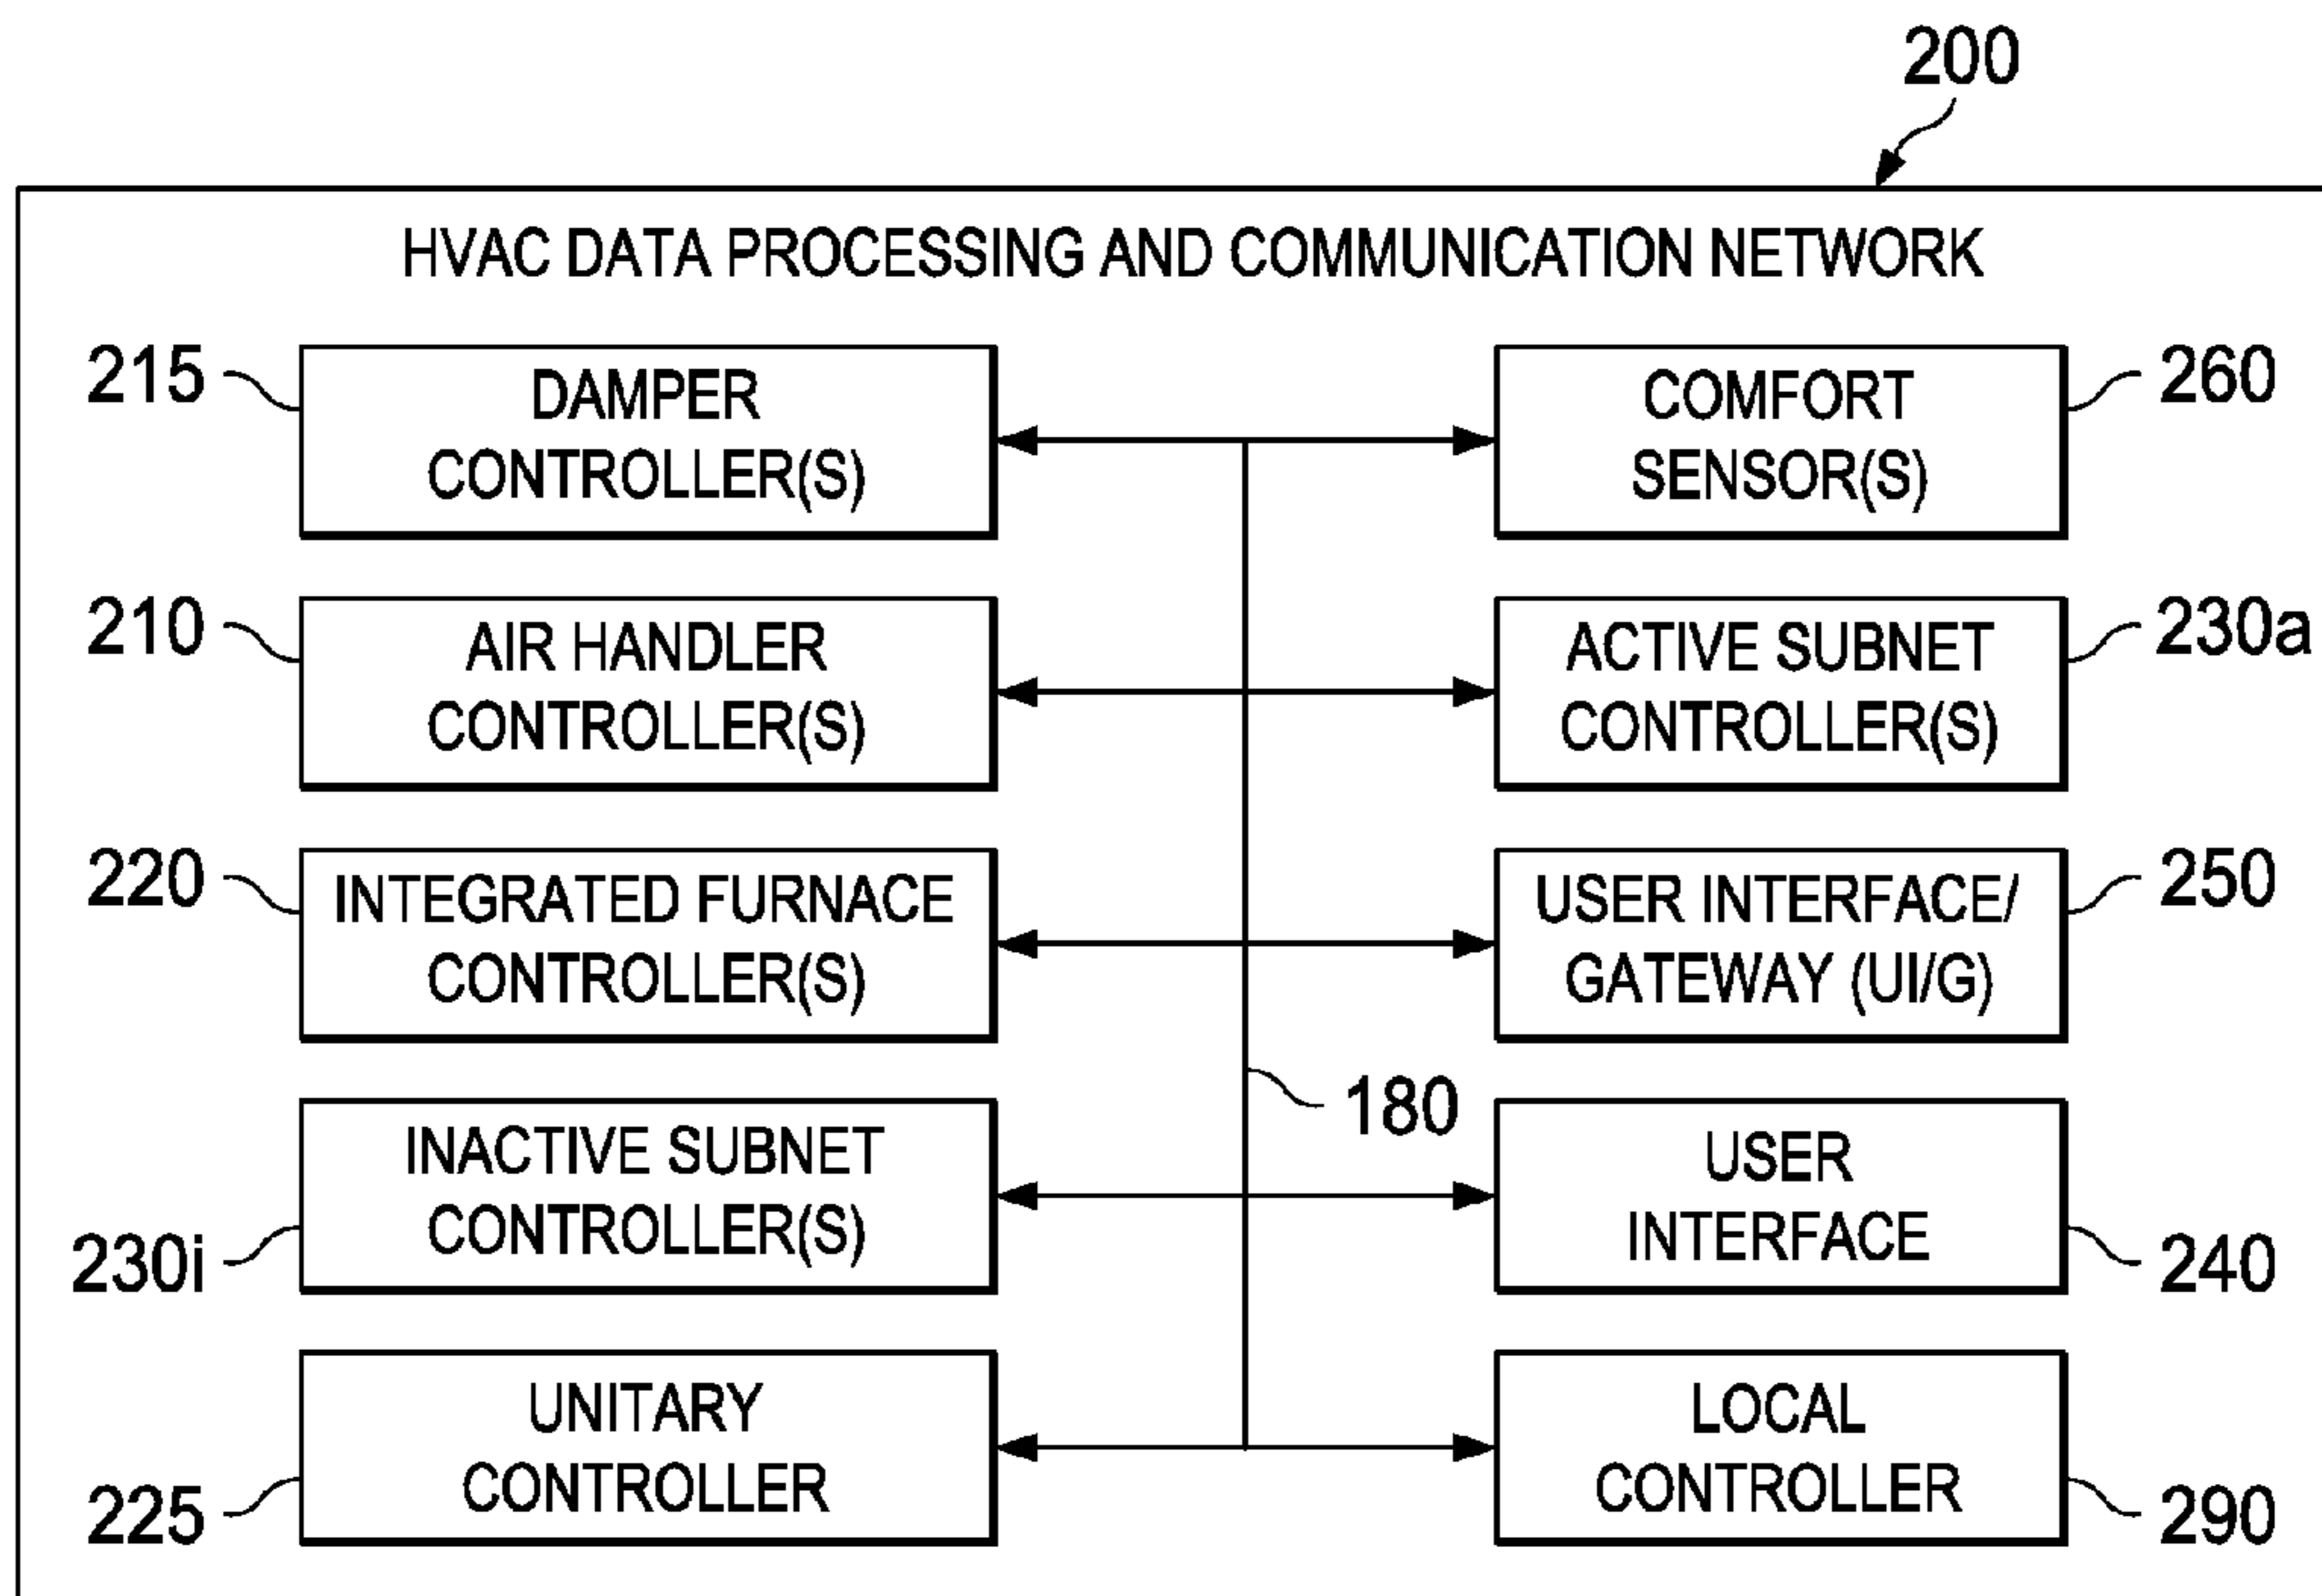 200
HVAC DATA PROCESSING AND COMMUNICATION NETWORK
215
DAMPER
CONTROLLER(S)
COMFORT
SENSOR(S)
260
210
AIR HANDLER
CONTROLLER(S)
ACTIVE SUBNET
CONTROLLER(S)
230a
220
INTEGRATED FURNACE
CONTROLLER(S)
USER INTERFACE/
GATEWAY (UI/G)
250
180
INACTIVE SUBNET
CONTROLLER(S)
230i
USER
INTERFACE
240
UNITARY
CONTROLLER
225
LOCAL
CONTROLLER
290